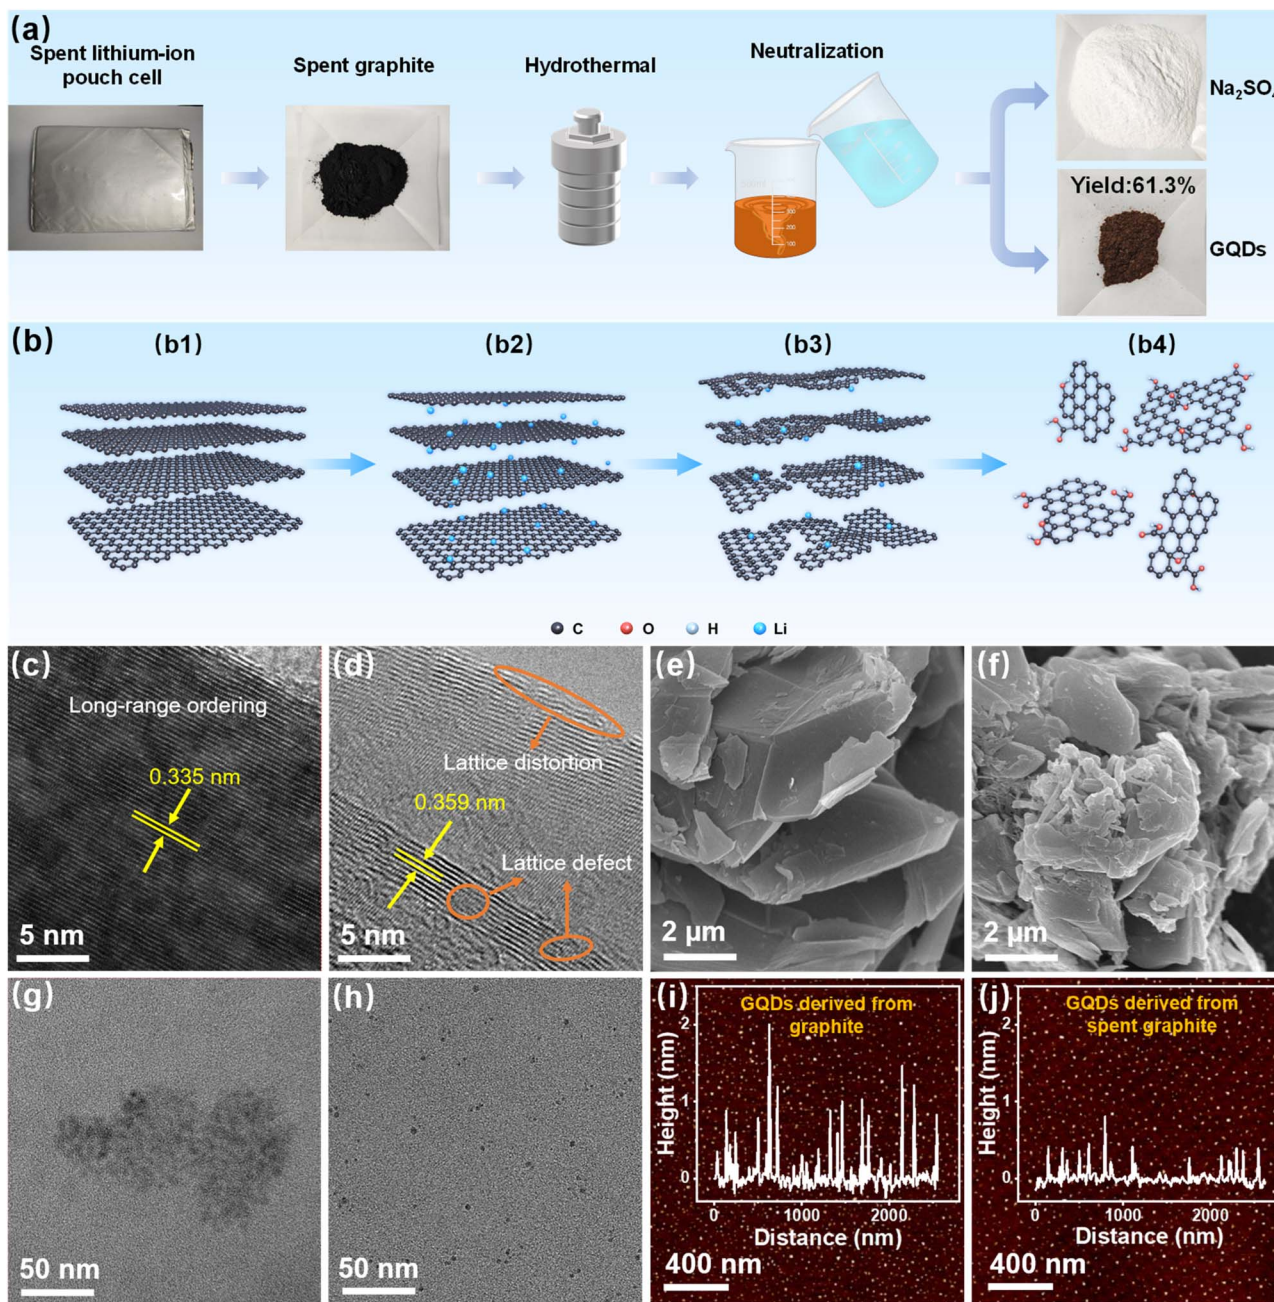 (a)
Spent lithium-ion
pouch cell
Spent graphite
Hydrothermal
Neutralization
300
200
100
Na₂SO₄
Yield:61.3%
GQDs
(b)
(b1)
(b2)
(b3)
(b4)
C
O
H
Li
(c)
Long-range ordering
0.335 nm
5 nm
(d)
Lattice distortion
0.359 nm
Lattice defect
5 nm
(e)
2 μm
(f)
2 μm
(g)
50 nm
(h)
50 nm
(i)
GQDs derived from
graphite
Height (nm)
2
1
0
0
1000
2000
Distance (nm)
400 nm
(j)
GQDs derived from
spent graphite
Height (nm)
2
1
0
0
1000
2000
Distance (nm)
400 nm